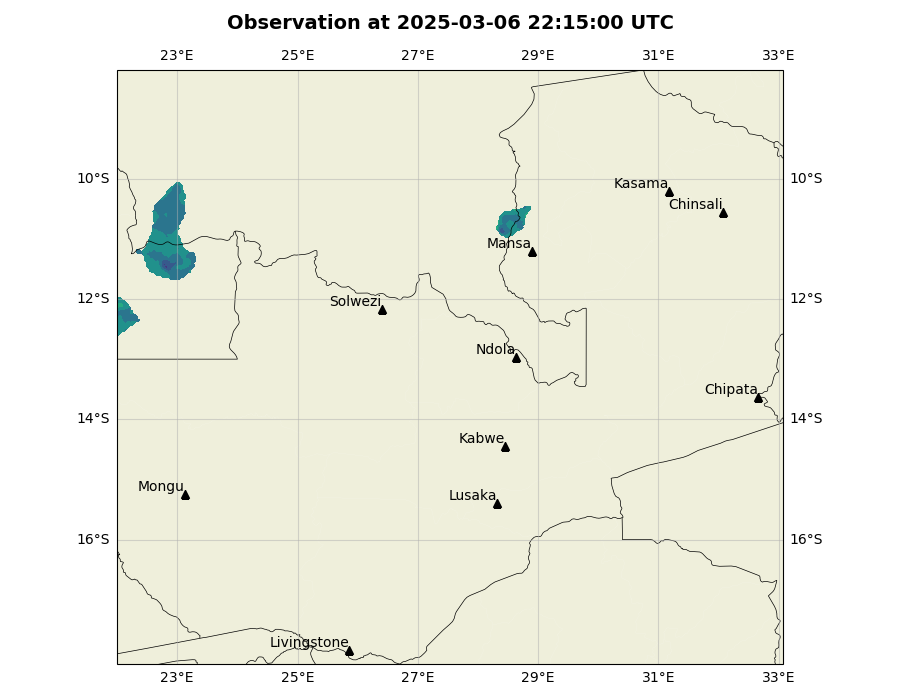 Observation at 2025-03-06 22:15:00 UTC
23°E 25°E 27°E 29°E 31°E 33°E
10°S 10°S
Kasama
Chinsali
Mansa
12°S 12°S
Solwezi
Ndola
Chipata
14°S 14°S
Kabwe
Mongu
Lusaka
16°S 16°S
Livingstone
23°E 25°E 27°E 29°E 31°E 33°E